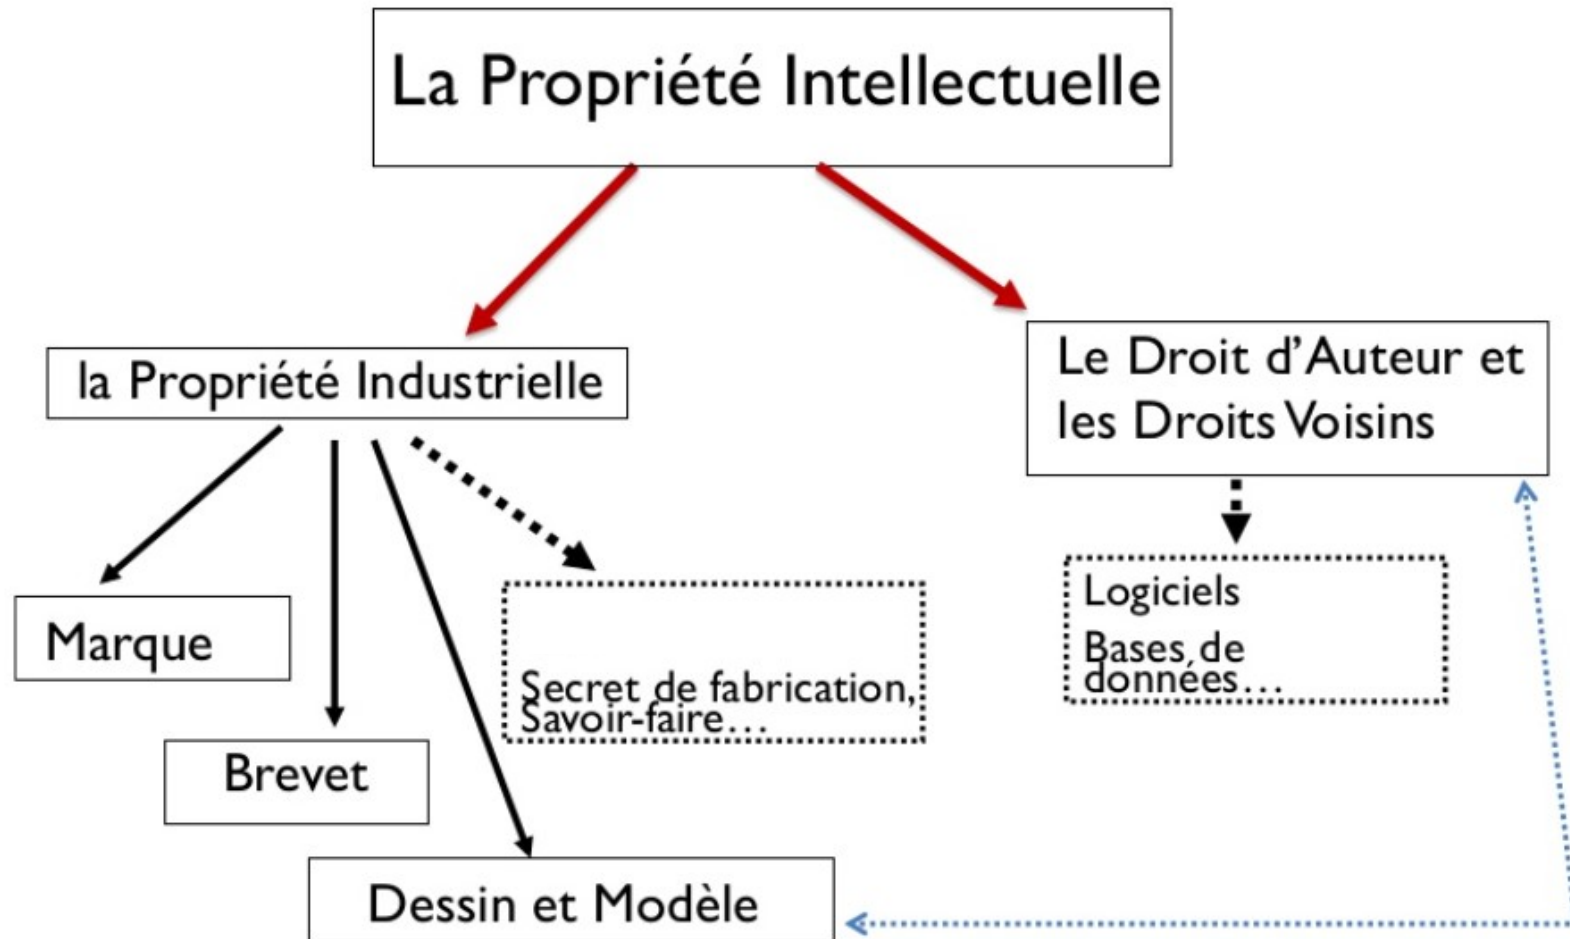 La Propriété Intellectuelle
la Propriété Industrielle
Le Droit d’Auteur et
les Droits Voisins
Marque
Brevet
Dessin et Modèle
Secret de fabrication,
Savoir-faire…
Logiciels
Bases de
données…